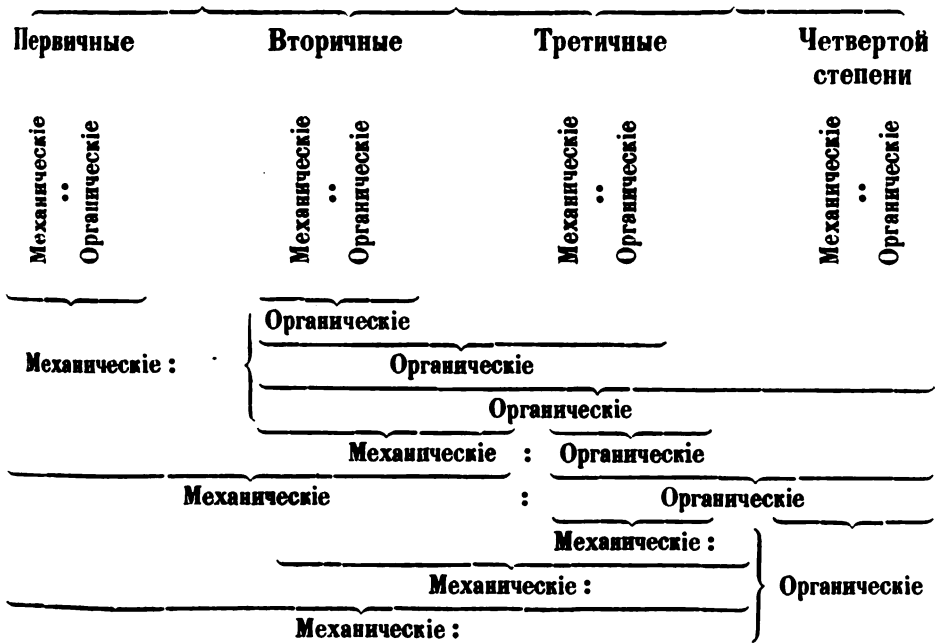 Первичные Вторичные Третичные Четвертой
степени
Механическіе : Органическіе Механическіе : Органическіе Механическіе : Органическіе Механическіе : Органическіе
Органическіе
Механическіе : Органическіе
Органическіе
Механическіе : Органическіе
Механическіе : Органическіе
Механическіе :
Механическіе : Органическіе
Механическіе :